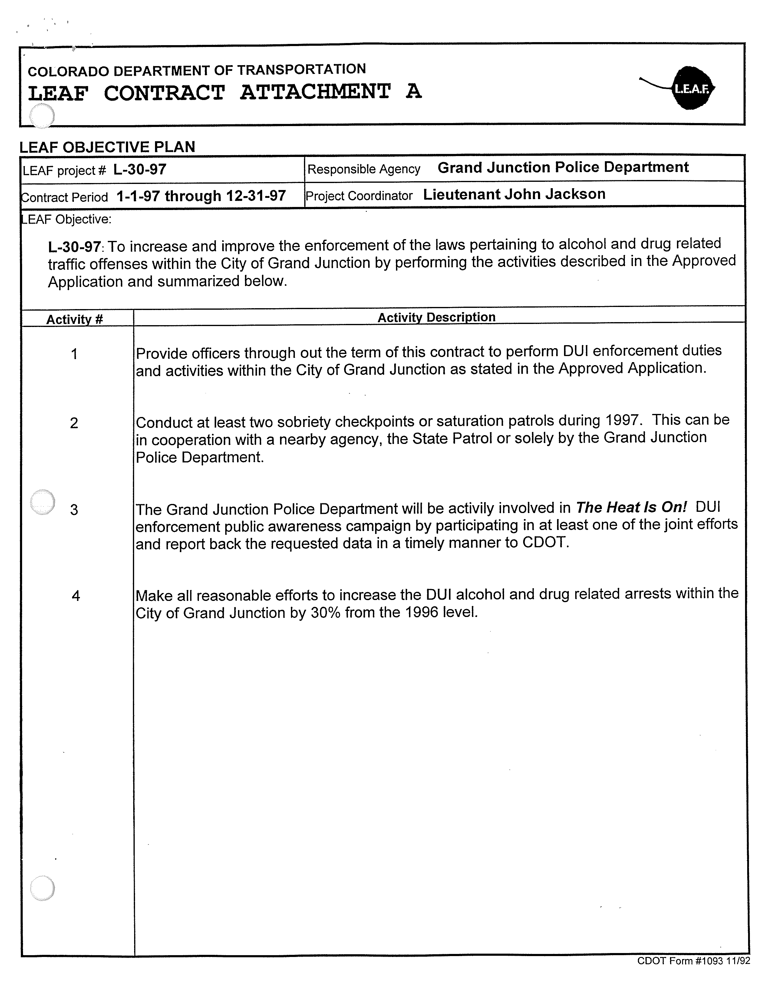 COLORADO DEPARTMENT OF TRANSPORTATION
LEAF CONTRACT ATTACHMENT A
L.E.A.F.
LEAF OBJECTIVE PLAN
LEAF project # L-30-97 Responsible Agency Grand Junction Police Department
Contract Period 1-1-97 through 12-31-97 Project Coordinator Lieutenant John Jackson
LEAF Objective:
L-30-97: To increase and improve the enforcement of the laws pertaining to alcohol and drug related
traffic offenses within the City of Grand Junction by performing the activities described in the Approved
Application and summarized below.
Activity # Activity Description
1 Provide officers through out the term of this contract to perform DUI enforcement duties
and activities within the City of Grand Junction as stated in the Approved Application.
2 Conduct at least two sobriety checkpoints or saturation patrols during 1997. This can be
in cooperation with a nearby agency, the State Patrol or solely by the Grand Junction
Police Department.
3 The Grand Junction Police Department will be activily involved in The Heat Is On! DUI
enforcement public awareness campaign by participating in at least one of the joint efforts
and report back the requested data in a timely manner to CDOT.
4 Make all reasonable efforts to increase the DUI alcohol and drug related arrests within the
City of Grand Junction by 30% from the 1996 level.
CDOT Form #1093 11/92